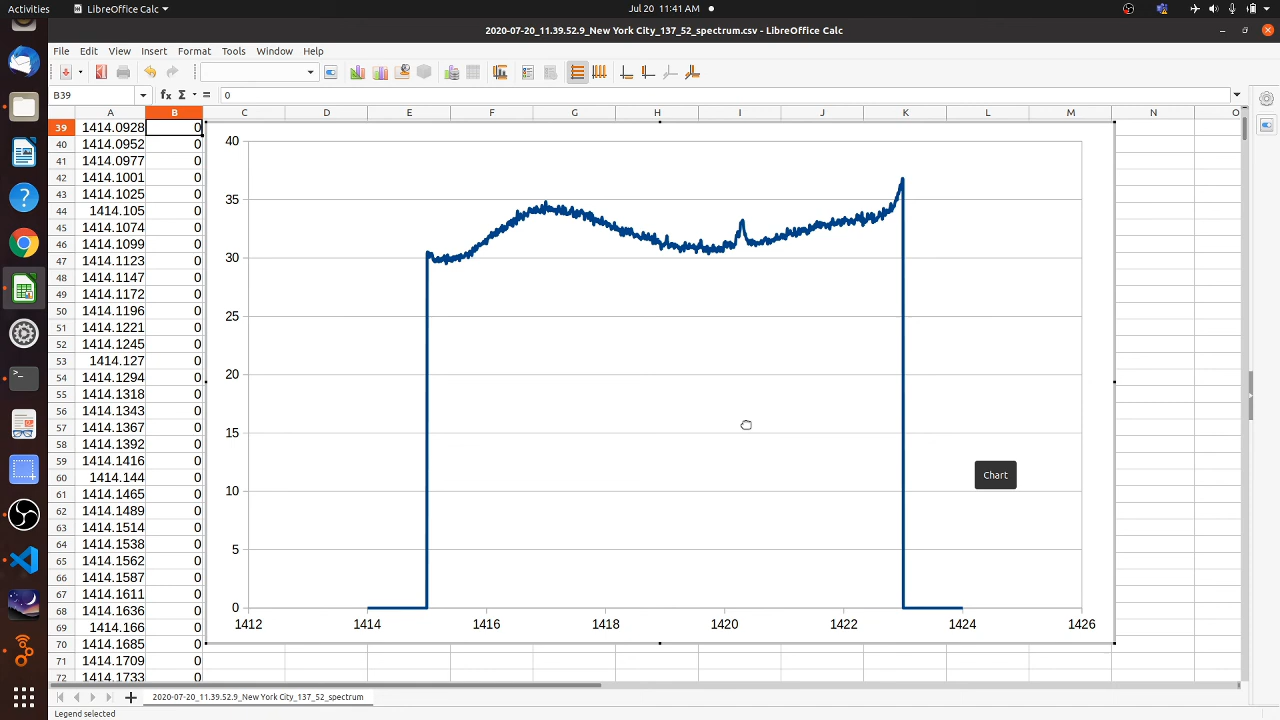 Activities LibreOffice Calc Jul 20 11:41 AM
2020-07-20_11.39.52.9_New York City_137_52_spectrum.csv - LibreOffice Calc
File Edit View Insert Format Tools Window Help
B39 fx Σ = 0
A B C D E F G H I J K L M N O
39 1414.0928 0
40 1414.0952 0
41 1414.0977 0
42 1414.1001 0
43 1414.1025 0
44 1414.105 0
45 1414.1074 0
46 1414.1099 0
47 1414.1123 0
48 1414.1147 0
49 1414.1172 0
50 1414.1196 0
51 1414.1221 0
52 1414.1245 0
53 1414.127 0
54 1414.1294 0
55 1414.1318 0
56 1414.1343 0
57 1414.1367 0
58 1414.1392 0
59 1414.1416 0
60 1414.144 0
61 1414.1465 0
62 1414.1489 0
63 1414.1514 0
64 1414.1538 0
65 1414.1562 0
66 1414.1587 0
67 1414.1611 0
68 1414.1636 0
69 1414.166 0
70 1414.1685 0
71 1414.1709 0
72 1414.1733 0
40
35
30
25
20
15
10
5
0
1412 1414 1416 1418 1420 1422 1424 1426
Chart
2020-07-20_11.39.52.9_New York City_137_52_spectrum
Legend selected